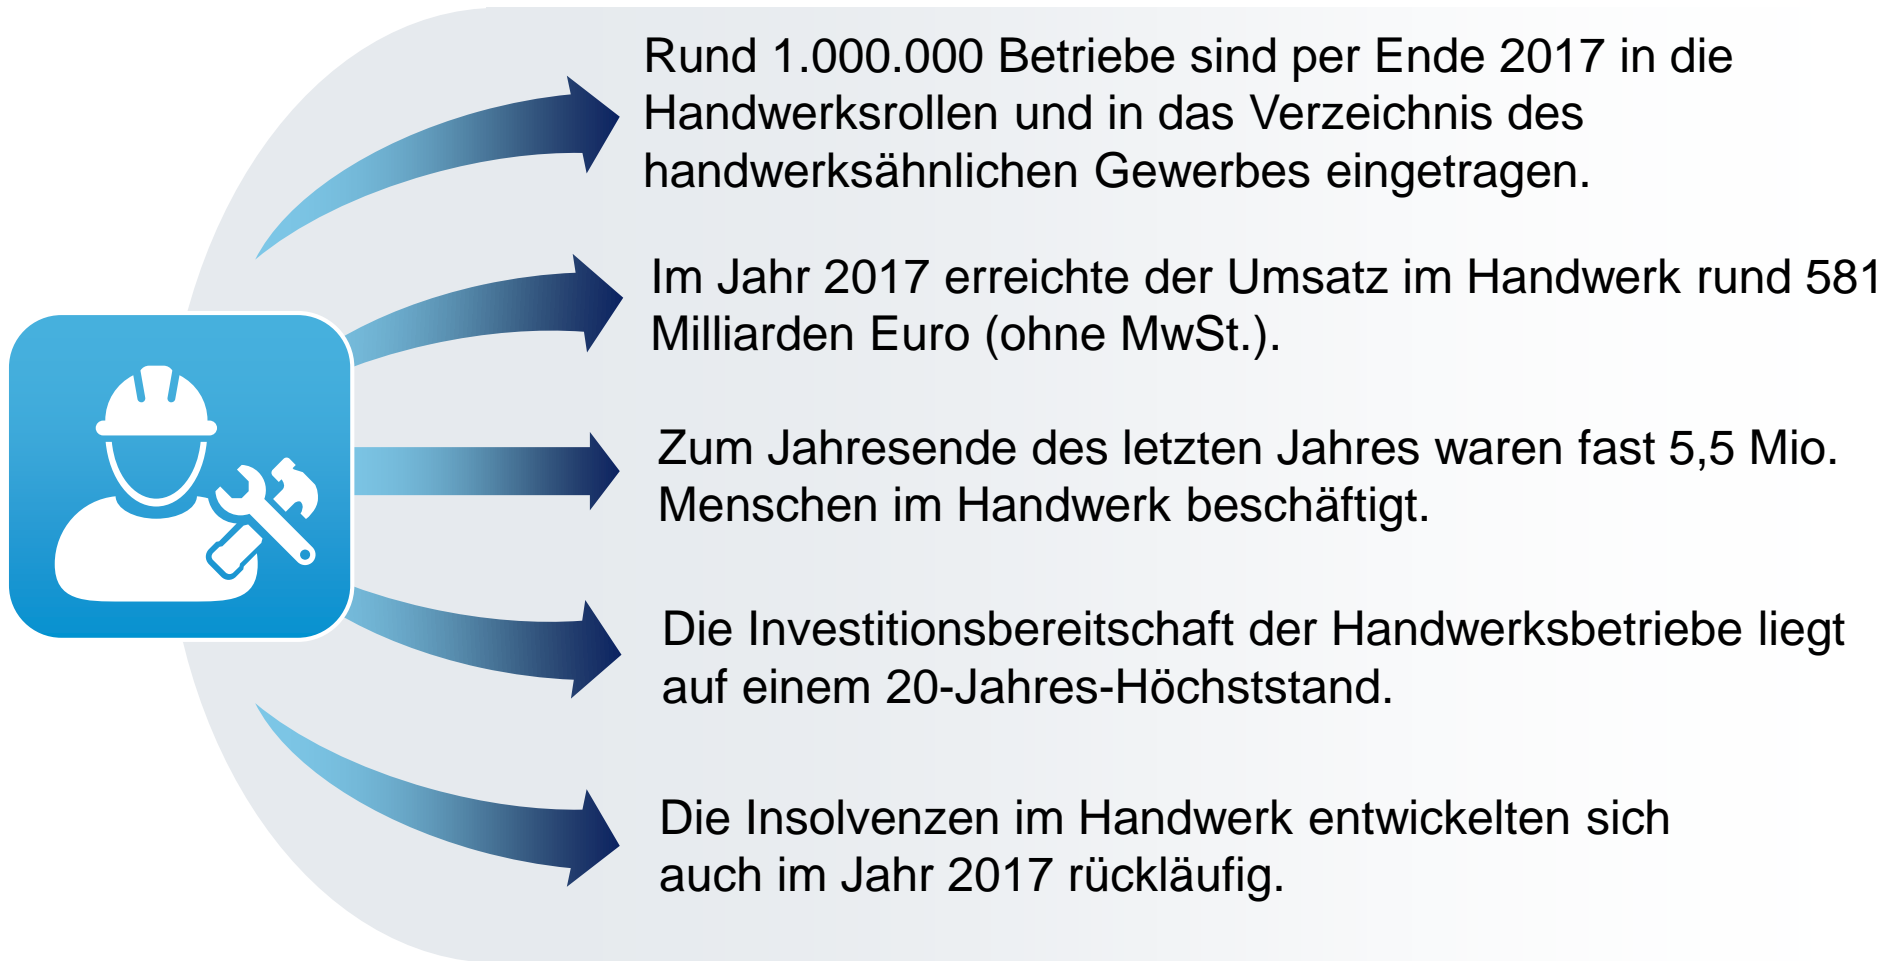 Rund 1.000.000 Betriebe sind per Ende 2017 in die
Handwerksrollen und in das Verzeichnis des
handwerksähnlichen Gewerbes eingetragen.
Im Jahr 2017 erreichte der Umsatz im Handwerk rund 581
Milliarden Euro (ohne MwSt.).
Zum Jahresende des letzten Jahres waren fast 5,5 Mio.
Menschen im Handwerk beschäftigt.
Die Investitionsbereitschaft der Handwerksbetriebe liegt
auf einem 20-Jahres-Höchststand.
Die Insolvenzen im Handwerk entwickelten sich
auch im Jahr 2017 rückläufig.